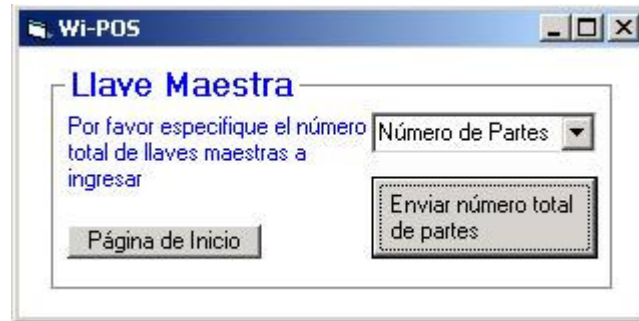 Wi-POS
Llave Maestra
Por favor especifique el número
total de llaves maestras a
ingresar
Número de Partes
Enviar número total
de partes
Página de Inicio